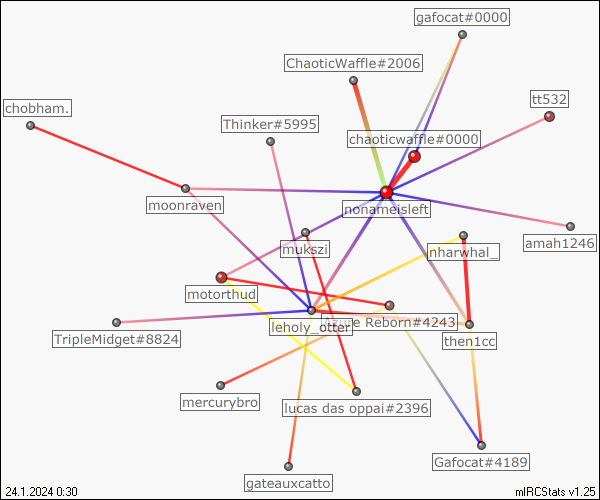 gafocat#0000
ChaoticWaffle#2006
tt532
chobham.
Thinker#5995
chaoticwaffle#0000
moonraven
nonameisleft
amah1246
mukszi
nharwhal_
motorthud
leholy_otter
Reborn#4243
TripleMidget#8824
then1cc
mercurybro
lucas das oppai#2396
Gafocat#4189
gateauxcatto
24.1.2024 0:30
mIRCStats v1.25